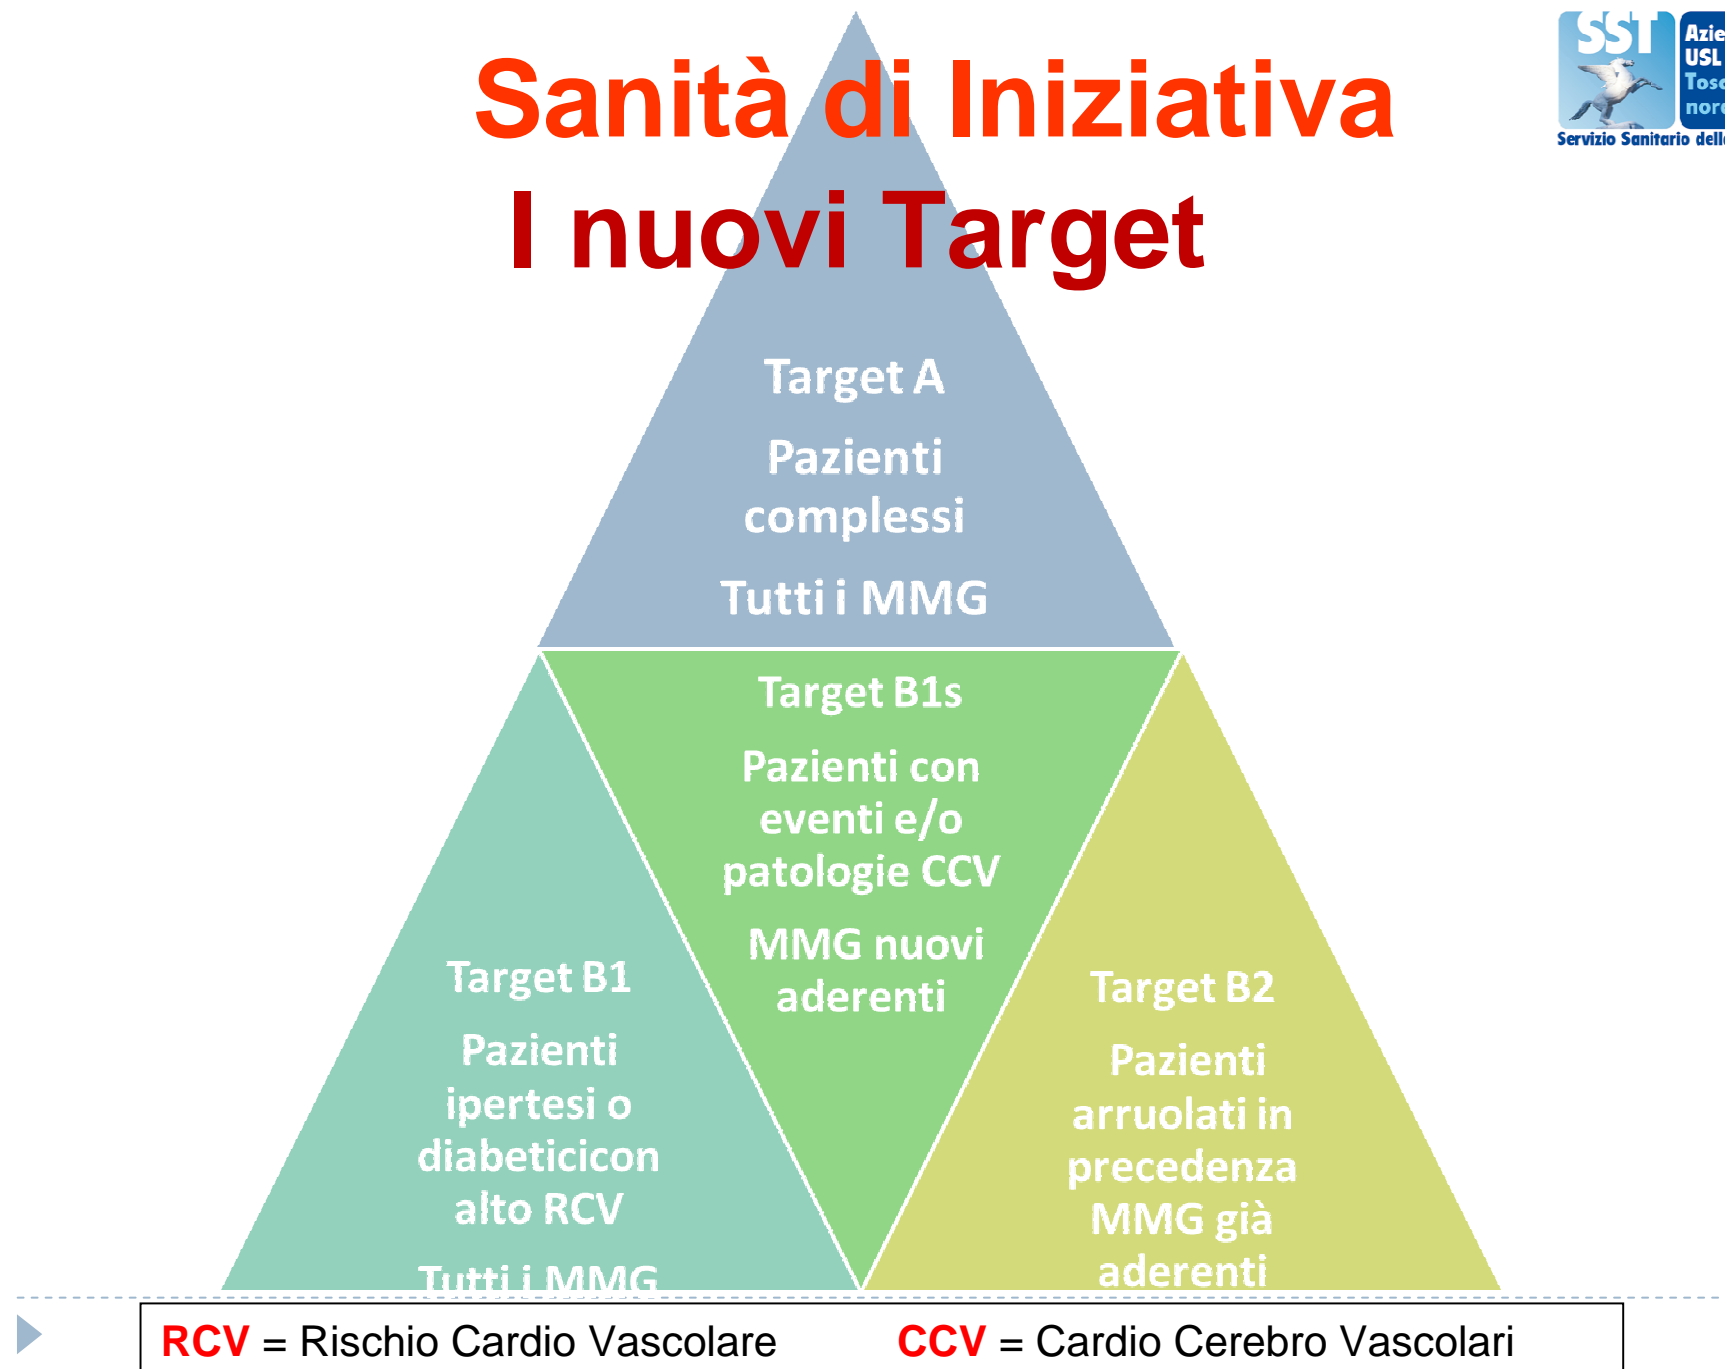 Sanità di Iniziativa
I nuovi Target
SST
USL
Servizio Sanitario
Target A
Pazienti
complessi
Tutti i MMG
Target B1s
Pazienti con
eventi e/o
patologie CCV
MMG nuovi
aderenti
Target B1
Pazienti
ipertesi o
diabeticicon
alto RCV
Tutti i MMG
Target B2
Pazienti
arruolati in
precedenza
MMG già
aderenti
RCV = Rischio Cardio Vascolare CCV = Cardio Cerebro Vascolari